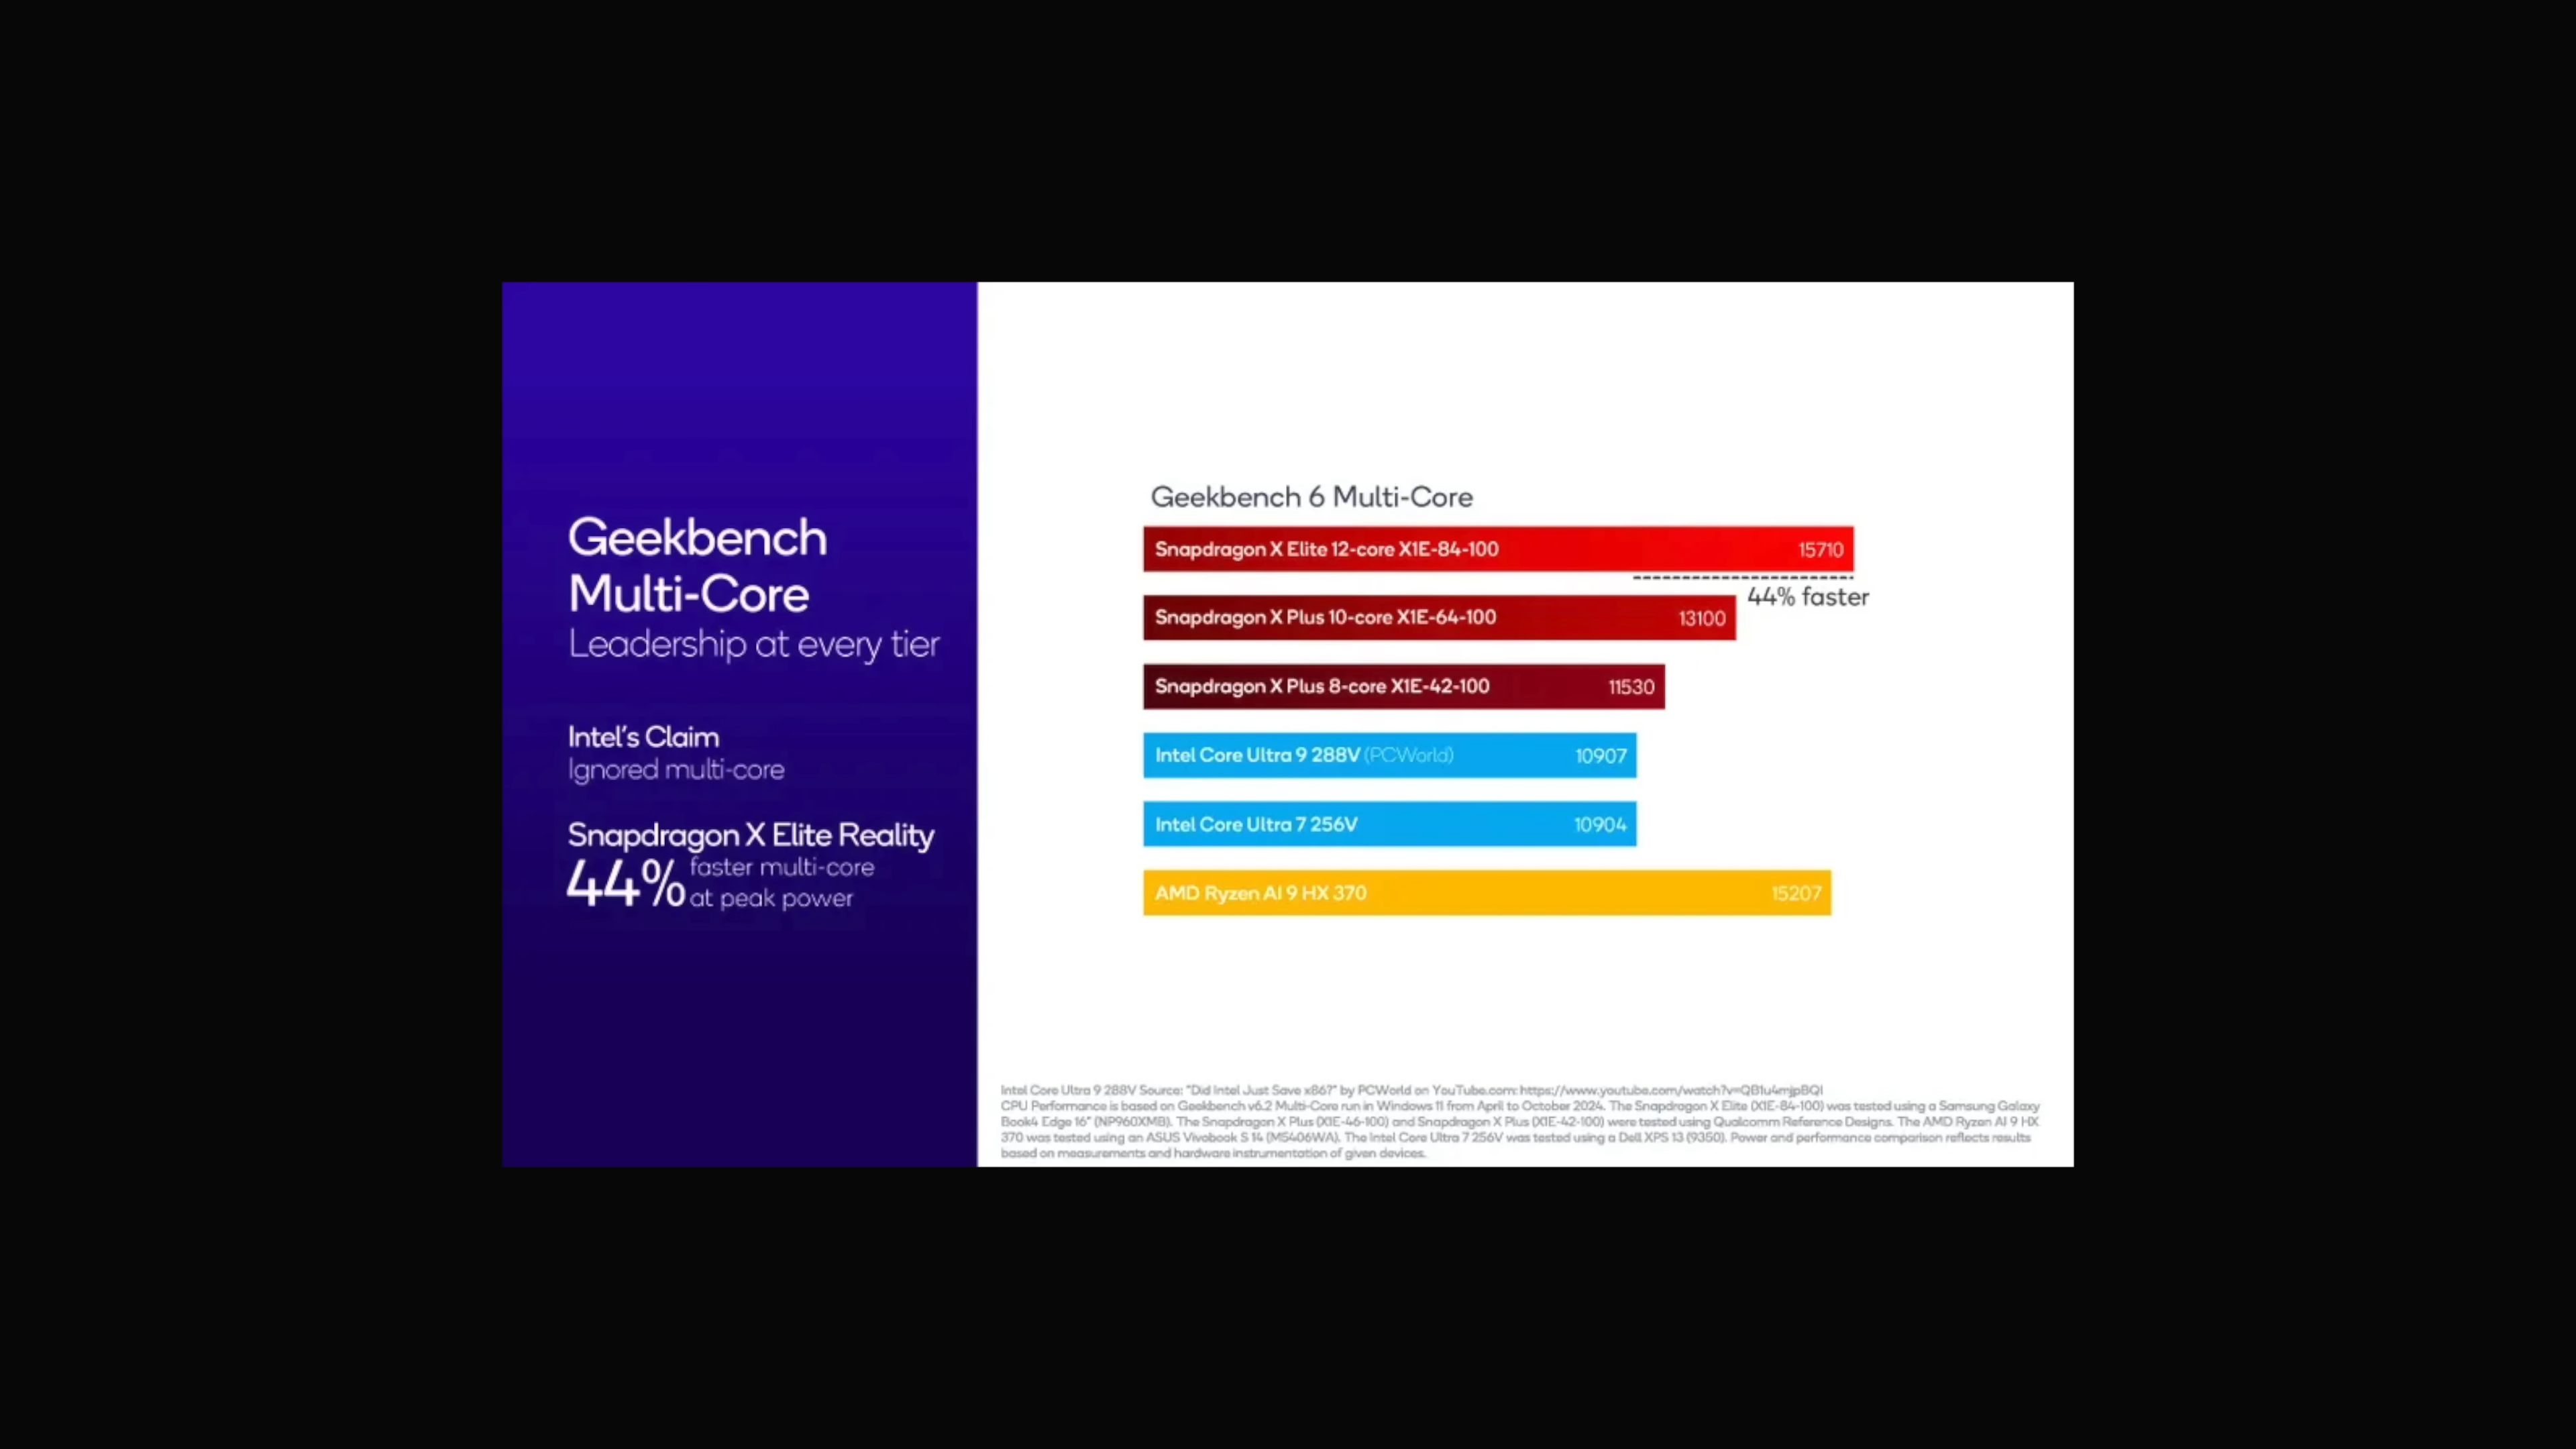 Geekbench
Multi-Core
Leadership at every tier
Intel's Claim
Ignored multi-core
Snapdragon X Elite Reality
44% faster multi-core
at peak power
Geekbench 6 Multi-Core
Snapdragon X Elite 12-core X1E-84-100 15710
44% faster
Snapdragon X Plus 10-core X1E-64-100 13100
Snapdragon X Plus 8-core X1E-42-100 11530
Intel Core Ultra 9 288V (PCWorld) 10907
Intel Core Ultra 7 256V 10904
AMD Ryzen AI 9 HX 370 15207
Intel Core Ultra 9 288V Source: "Did Intel Just Save x86?" by PCWorld on YouTube.com: https://www.youtube.com/watch?v=QB1u4mjpBQI
CPU Performance is based on Geekbench v6.2 Multi-Core run in Windows 11 from April to October 2024. The Snapdragon X Elite (X1E-84-100) was tested using a Samsung Galaxy
Book4 Edge 16" (NP960XMB). The Snapdragon X Plus (X1E-46-100) and Snapdragon X Plus (X1E-42-100) were tested using Qualcomm Reference Designs. The AMD Ryzen AI 9 HX
370 was tested using an ASUS Vivobook S 14 (M5406WA). The Intel Core Ultra 7 256V was tested using a Dell XPS 13 (9350). Power and performance comparison reflects results
based on measurements and hardware instrumentation of given devices.